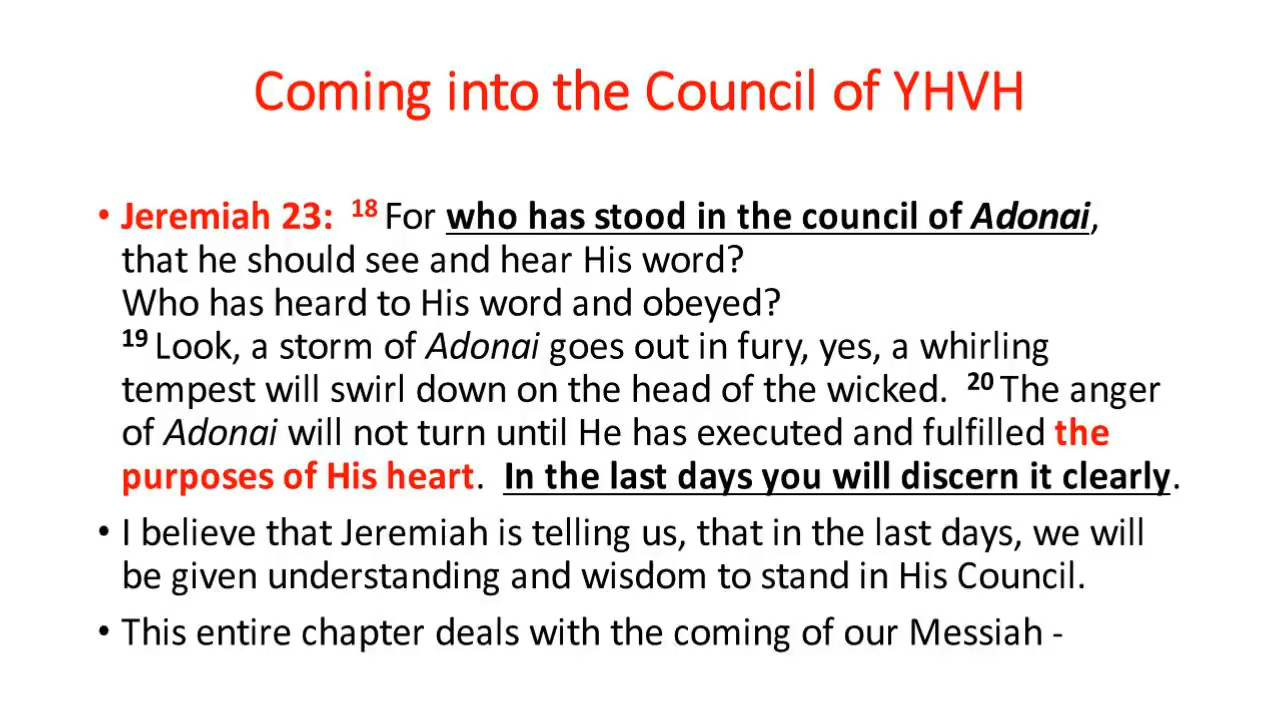 Coming into the Council of YHVH
• Jeremiah 23: 18 For who has stood in the council of Adonai,
that he should see and hear His word?
Who has heard to His word and obeyed?
19 Look, a storm of Adonai goes out in fury, yes, a whirling
tempest will swirl down on the head of the wicked. 20 The anger
of Adonai will not turn until He has executed and fulfilled the
purposes of His heart. In the last days you will discern it clearly.
• I believe that Jeremiah is telling us, that in the last days, we will
be given understanding and wisdom to stand in His Council.
• This entire chapter deals with the coming of our Messiah -